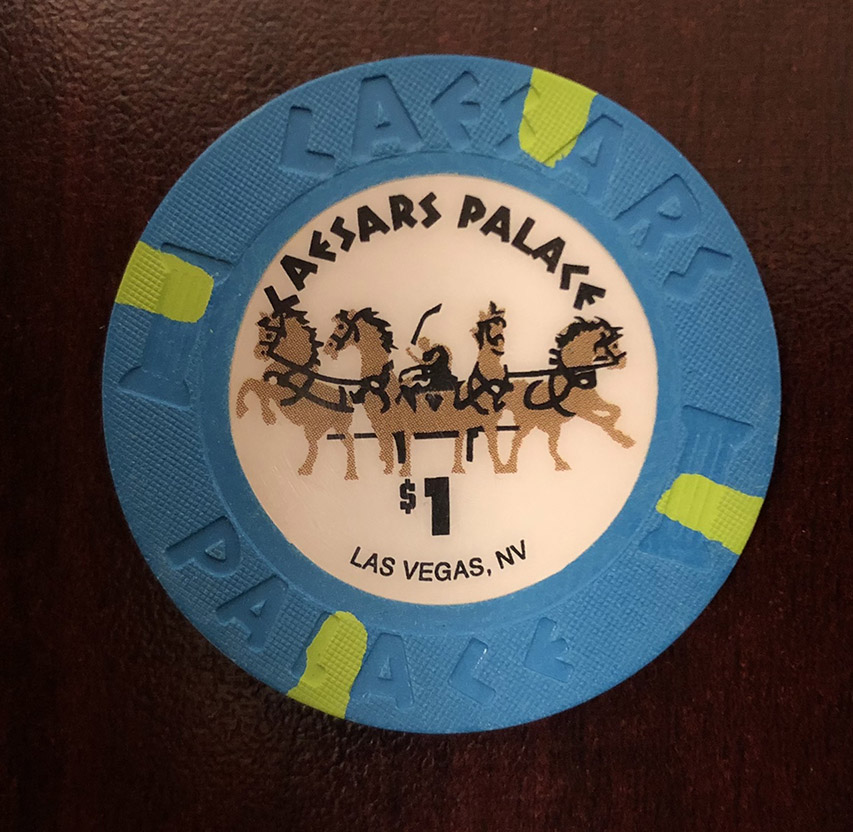 CAESARS
CAESARS PALACE
$1
LAS VEGAS, NV
PALACE